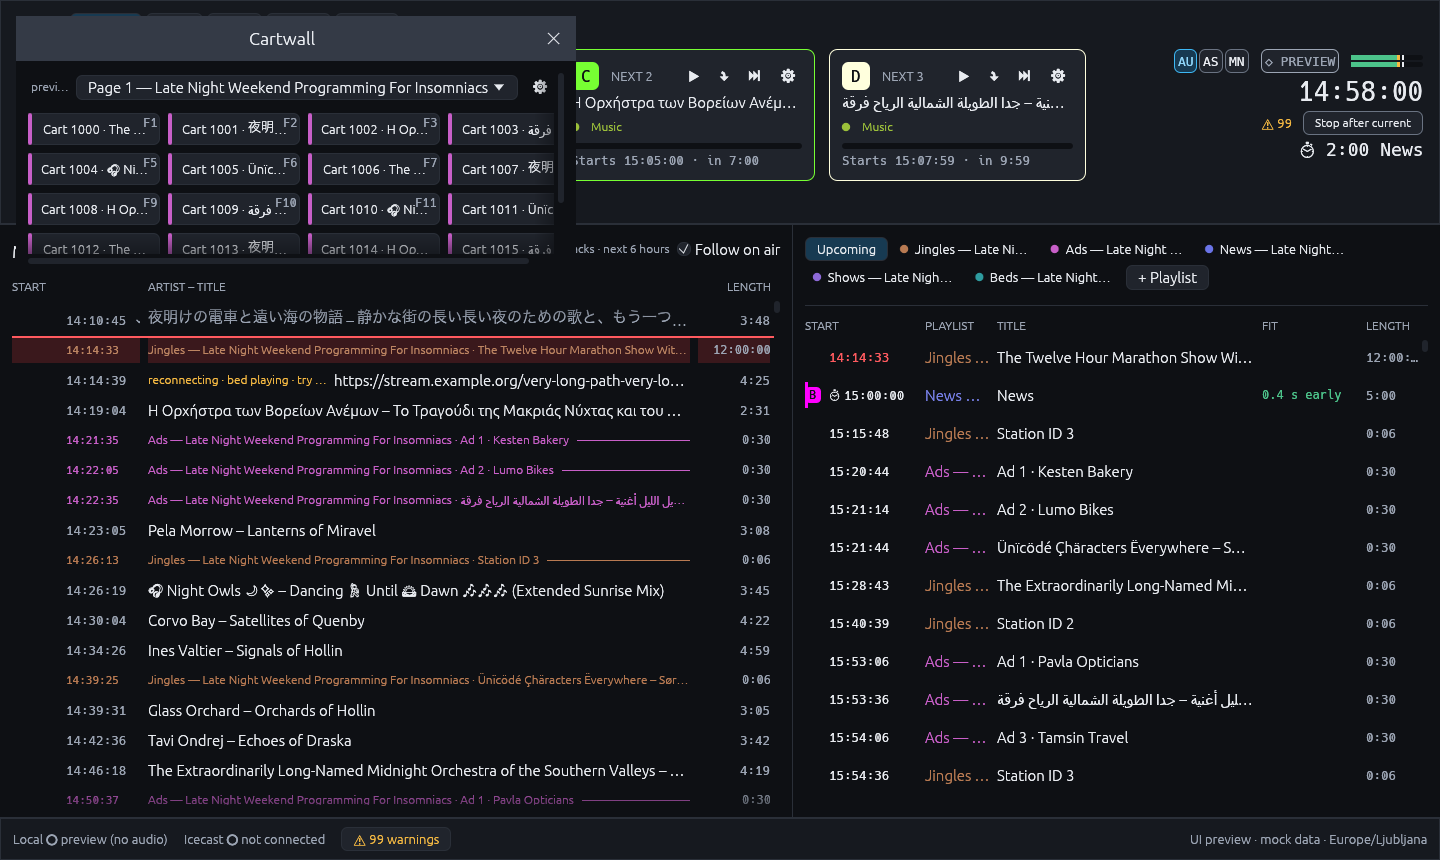 Cartwall
previ… Page 1 — Late Night Weekend Programming For Insomniacs
Cart 1000 · The … F1
Cart 1001 · 夜明… F2
Cart 1002 · H Op… F3
Cart 1003 · فرقة
Cart 1004 · 🎧 Ni… F5
Cart 1005 · Ünïc… F6
Cart 1006 · The … F7
Cart 1007 · 夜明
Cart 1008 · H Op… F9
Cart 1009 · فرقة… F10
Cart 1010 · 🎧 Ni… F11
Cart 1011 · Ünïc
Cart 1012 · The …
Cart 1013 · 夜明
Cart 1014 · H Op…
Cart 1015 · فرقة
C NEXT 2
Η Ορχήστρα των Βορείων Ανέμ…
Music
Starts 15:05:00 · in 7:00
D NEXT 3
فرقة الرياح الشمالية الطويلة جدا – …نية
Music
Starts 15:07:59 · in 9:59
AU AS MN ◇ PREVIEW
14:58:00
⚠ 99 Stop after current
2:00 News
acks · next 6 hours ✓ Follow on air
START ARTIST – TITLE LENGTH
14:10:45 、夜明けの電車と遠い海の物語 – 静かな街の長い長い夜のための歌と、もう一つ… 3:48
14:14:33 Jingles — Late Night Weekend Programming For Insomniacs · The Twelve Hour Marathon Show Wit… 12:00:00
14:14:39 reconnecting · bed playing · try … https://stream.example.org/very-long-path-very-lo… 4:25
14:19:04 Η Ορχήστρα των Βορείων Ανέμων – Το Τραγούδι της Μακριάς Νύχτας και του … 2:31
14:21:35 Ads — Late Night Weekend Programming For Insomniacs · Ad 1 · Kesten Bakery 0:30
14:22:05 Ads — Late Night Weekend Programming For Insomniacs · Ad 2 · Lumo Bikes 0:30
14:22:35 Ads — Late Night Weekend Programming For Insomniacs · فرقة الرياح الشمالية الطويلة جدا – أغنية الليل …يل 0:30
14:23:05 Pela Morrow – Lanterns of Miravel 3:08
14:26:13 Jingles — Late Night Weekend Programming For Insomniacs · Station ID 3 0:06
14:26:19 🎧 Night Owls 🌙✨ – Dancing 💃 Until 🌅 Dawn 🎶🎶🎶 (Extended Sunrise Mix) 3:45
14:30:04 Corvo Bay – Satellites of Quenby 4:22
14:34:26 Ines Valtier – Signals of Hollin 4:59
14:39:25 Jingles — Late Night Weekend Programming For Insomniacs · Ünïcödé Çhäracters Ëverywhere – Sør… 0:06
14:39:31 Glass Orchard – Orchards of Hollin 3:05
14:42:36 Tavi Ondrej – Echoes of Draska 3:42
14:46:18 The Extraordinarily Long-Named Midnight Orchestra of the Southern Valleys – … 4:19
14:50:37 Ads — Late Night Weekend Programming For Insomniacs · Ad 1 · Pavla Opticians 0:30
Upcoming Jingles — Late Ni… Ads — Late Night … News — Late Night…
Shows — Late Nigh… Beds — Late Night… + Playlist
START PLAYLIST TITLE FIT LENGTH
14:14:33 Jingles … The Twelve Hour Marathon Show Wi… 12:00:…
B 15:00:00 News … News 0.4 s early 5:00
15:15:48 Jingles … Station ID 3 0:06
15:20:44 Ads — … Ad 1 · Kesten Bakery 0:30
15:21:14 Ads — … Ad 2 · Lumo Bikes 0:30
15:21:44 Ads — … Ünïcödé Çhäracters Ëverywhere – S… 0:30
15:28:43 Jingles … The Extraordinarily Long-Named Mi… 0:06
15:40:39 Jingles … Station ID 2 0:06
15:53:06 Ads — … Ad 1 · Pavla Opticians 0:30
15:53:36 Ads — … فرقة الرياح الشمالية الطويلة جدا – أغنية …ليل 0:30
15:54:06 Ads — … Ad 3 · Tamsin Travel 0:30
15:54:36 Jingles … Station ID 3 0:06
Local preview (no audio) Icecast not connected ⚠ 99 warnings UI preview · mock data · Europe/Ljubljana